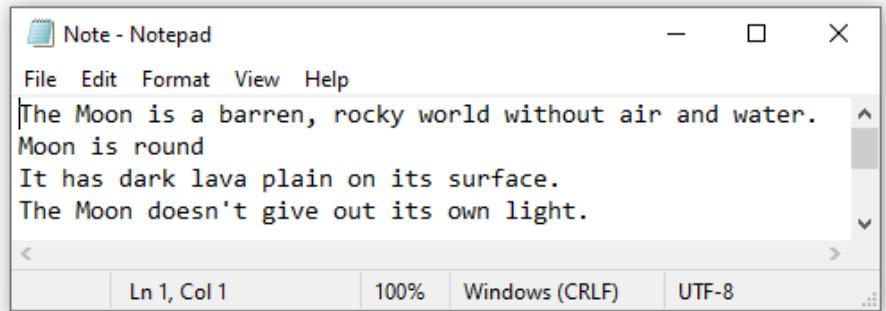 Note - Notepad
File Edit Format View Help
The Moon is a barren, rocky world without air and water.
Moon is round
It has dark lava plain on its surface.
The Moon doesn't give out its own light.
Ln 1, Col 1 100% Windows (CRLF) UTF-8